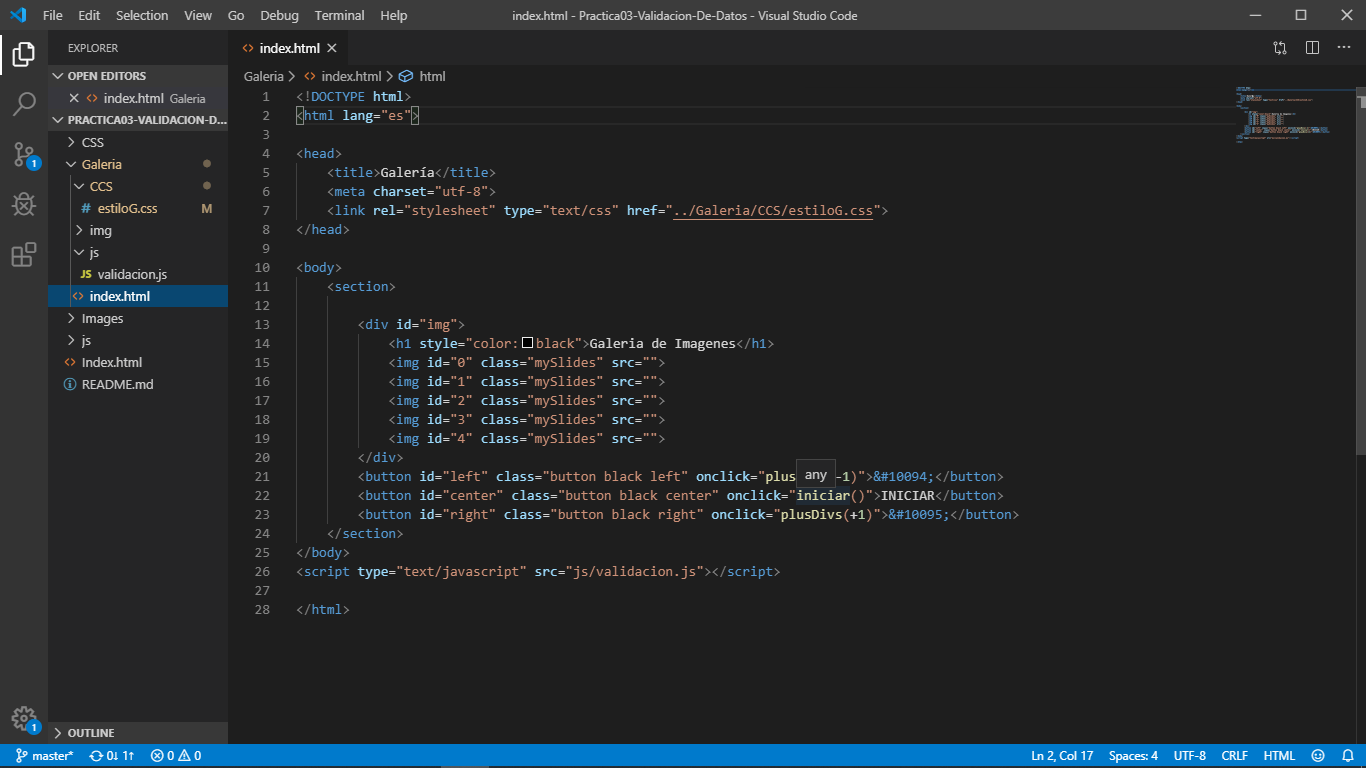 File Edit Selection View Go Debug Terminal Help
index.html - Practica03-Validacion-De-Datos - Visual Studio Code
EXPLORER
OPEN EDITORS
index.html Galeria
PRACTICA03-VALIDACION-D...
CSS
Galeria
CCS
# estiloG.css M
img
js
JS validacion.js
index.html
Images
js
Index.html
README.md
OUTLINE
1
1
index.html
Galeria > index.html > html
1 <!DOCTYPE html>
2 <html lang="es">
3
4 <head>
5 <title>Galería</title>
6 <meta charset="utf-8">
7 <link rel="stylesheet" type="text/css" href="../Galeria/CCS/estiloG.css">
8 </head>
9
10 <body>
11 <section>
12
13 <div id="img">
14 <h1 style="color:black">Galeria de Imagenes</h1>
15 <img id="0" class="mySlides" src="">
16 <img id="1" class="mySlides" src="">
17 <img id="2" class="mySlides" src="">
18 <img id="3" class="mySlides" src="">
19 <img id="4" class="mySlides" src="">
20 </div>
21 <button id="left" class="button black left" onclick="plus any -1)">&#10094;</button>
22 <button id="center" class="button black center" onclick="iniciar()">INICIAR</button>
23 <button id="right" class="button black right" onclick="plusDivs(+1)">&#10095;</button>
24 </section>
25 </body>
26 <script type="text/javascript" src="js/validacion.js"></script>
27
28 </html>
master* 0↓ 1↑ 0 0
Ln 2, Col 17 Spaces: 4 UTF-8 CRLF HTML